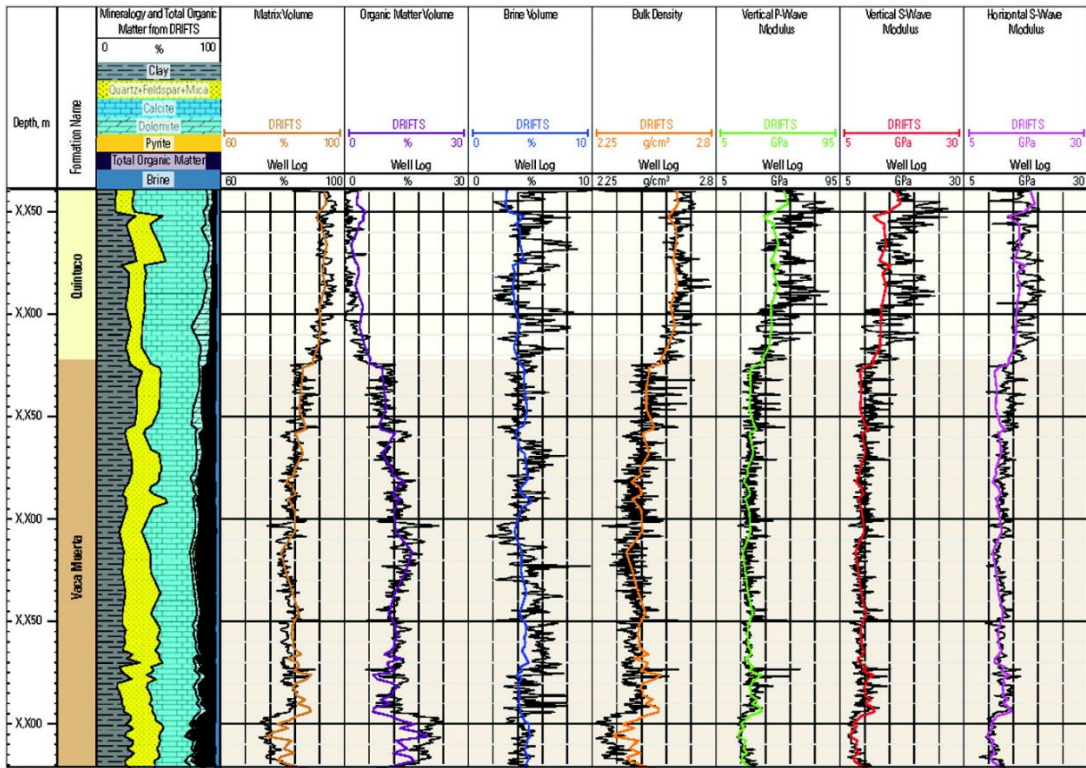 Depth, m
Formation Name
Mineralogy and Total Organic
Matter from DRIFTS
0 % 100
Clay
Quartz+Feldspar+Mica
Calcite
Dolomite
Pyrite
Total Organic Matter
Brine
Matrix Volume
DRIFTS
60 % 100
Well Log
60 % 100
Organic Matter Volume
DRIFTS
0 % 30
Well Log
0 % 30
Brine Volume
DRIFTS
0 % 10
Well Log
0 % 10
Bulk Density
DRIFTS
2.25 g/cm³ 2.8
Well Log
2.25 g/cm³ 2.8
Vertical P-Wave
Modulus
DRIFTS
5 GPa 95
Well Log
5 GPa 95
Vertical S-Wave
Modulus
DRIFTS
5 GPa 30
Well Log
5 GPa 30
Horizontal S-Wave
Modulus
DRIFTS
5 GPa 30
Well Log
5 GPa 30
X,X50
X,X00
X,X50
X,X00
X,X50
X,X00
Quintuco
Vaca Muerta